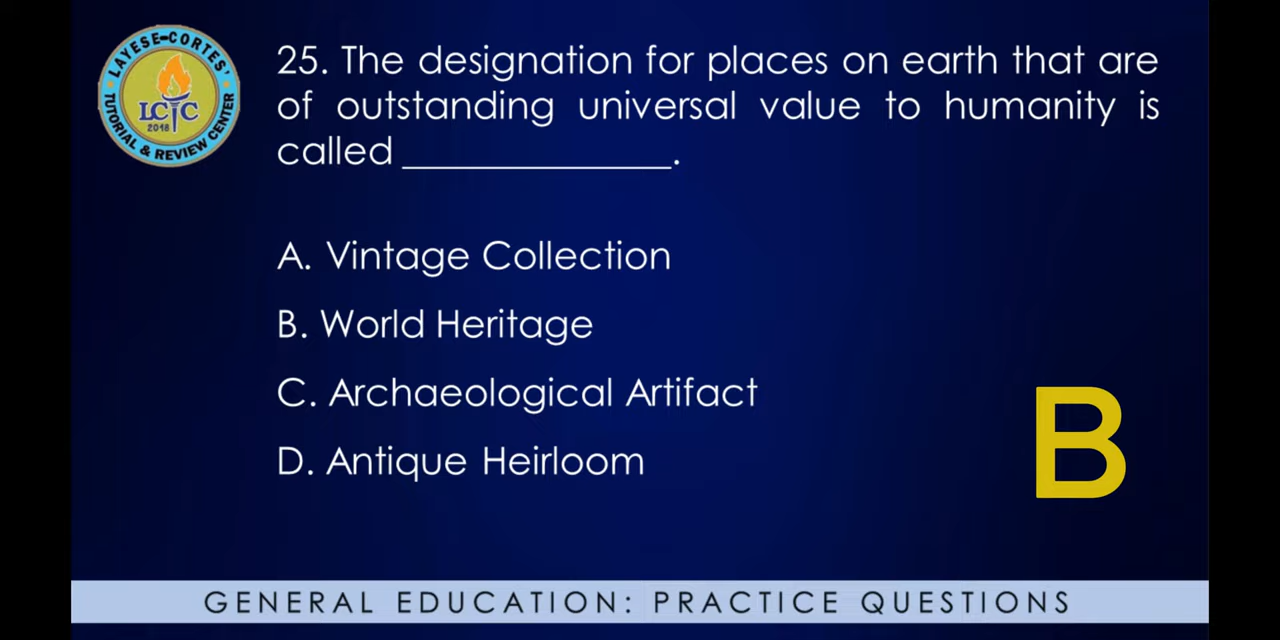 LAYESE-CORTES'
LCTC
2018
TUTORIAL & REVIEW CENTER
25. The designation for places on earth that are
of outstanding universal value to humanity is
called ______________.
A. Vintage Collection
B. World Heritage
C. Archaeological Artifact
D. Antique Heirloom
B
GENERAL EDUCATION: PRACTICE QUESTIONS